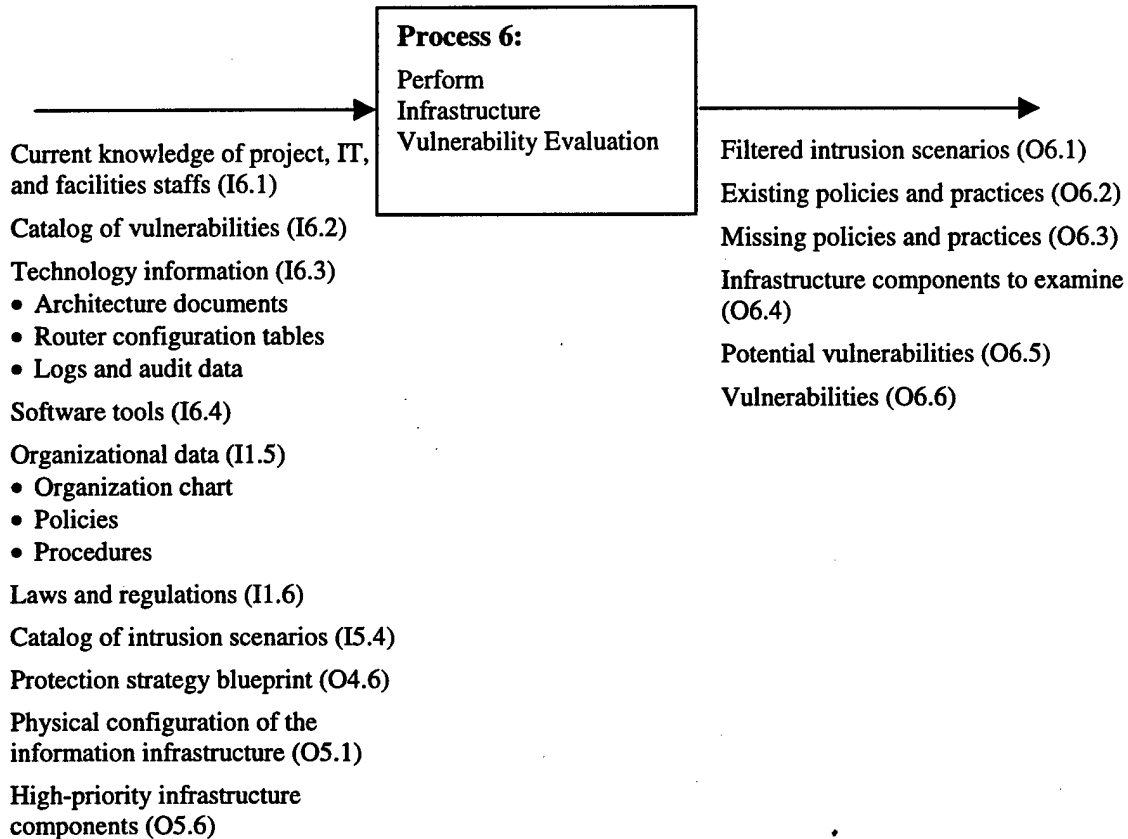 Process 6:
Perform
Infrastructure
Vulnerability Evaluation
Current knowledge of project, IT,
and facilities staffs (I6.1)
Catalog of vulnerabilities (I6.2)
Technology information (I6.3)
• Architecture documents
• Router configuration tables
• Logs and audit data
Software tools (I6.4)
Organizational data (I1.5)
• Organization chart
• Policies
• Procedures
Laws and regulations (I1.6)
Catalog of intrusion scenarios (I5.4)
Protection strategy blueprint (O4.6)
Physical configuration of the
information infrastructure (O5.1)
High-priority infrastructure
components (O5.6)
Filtered intrusion scenarios (O6.1)
Existing policies and practices (O6.2)
Missing policies and practices (O6.3)
Infrastructure components to examine
(O6.4)
Potential vulnerabilities (O6.5)
Vulnerabilities (O6.6)